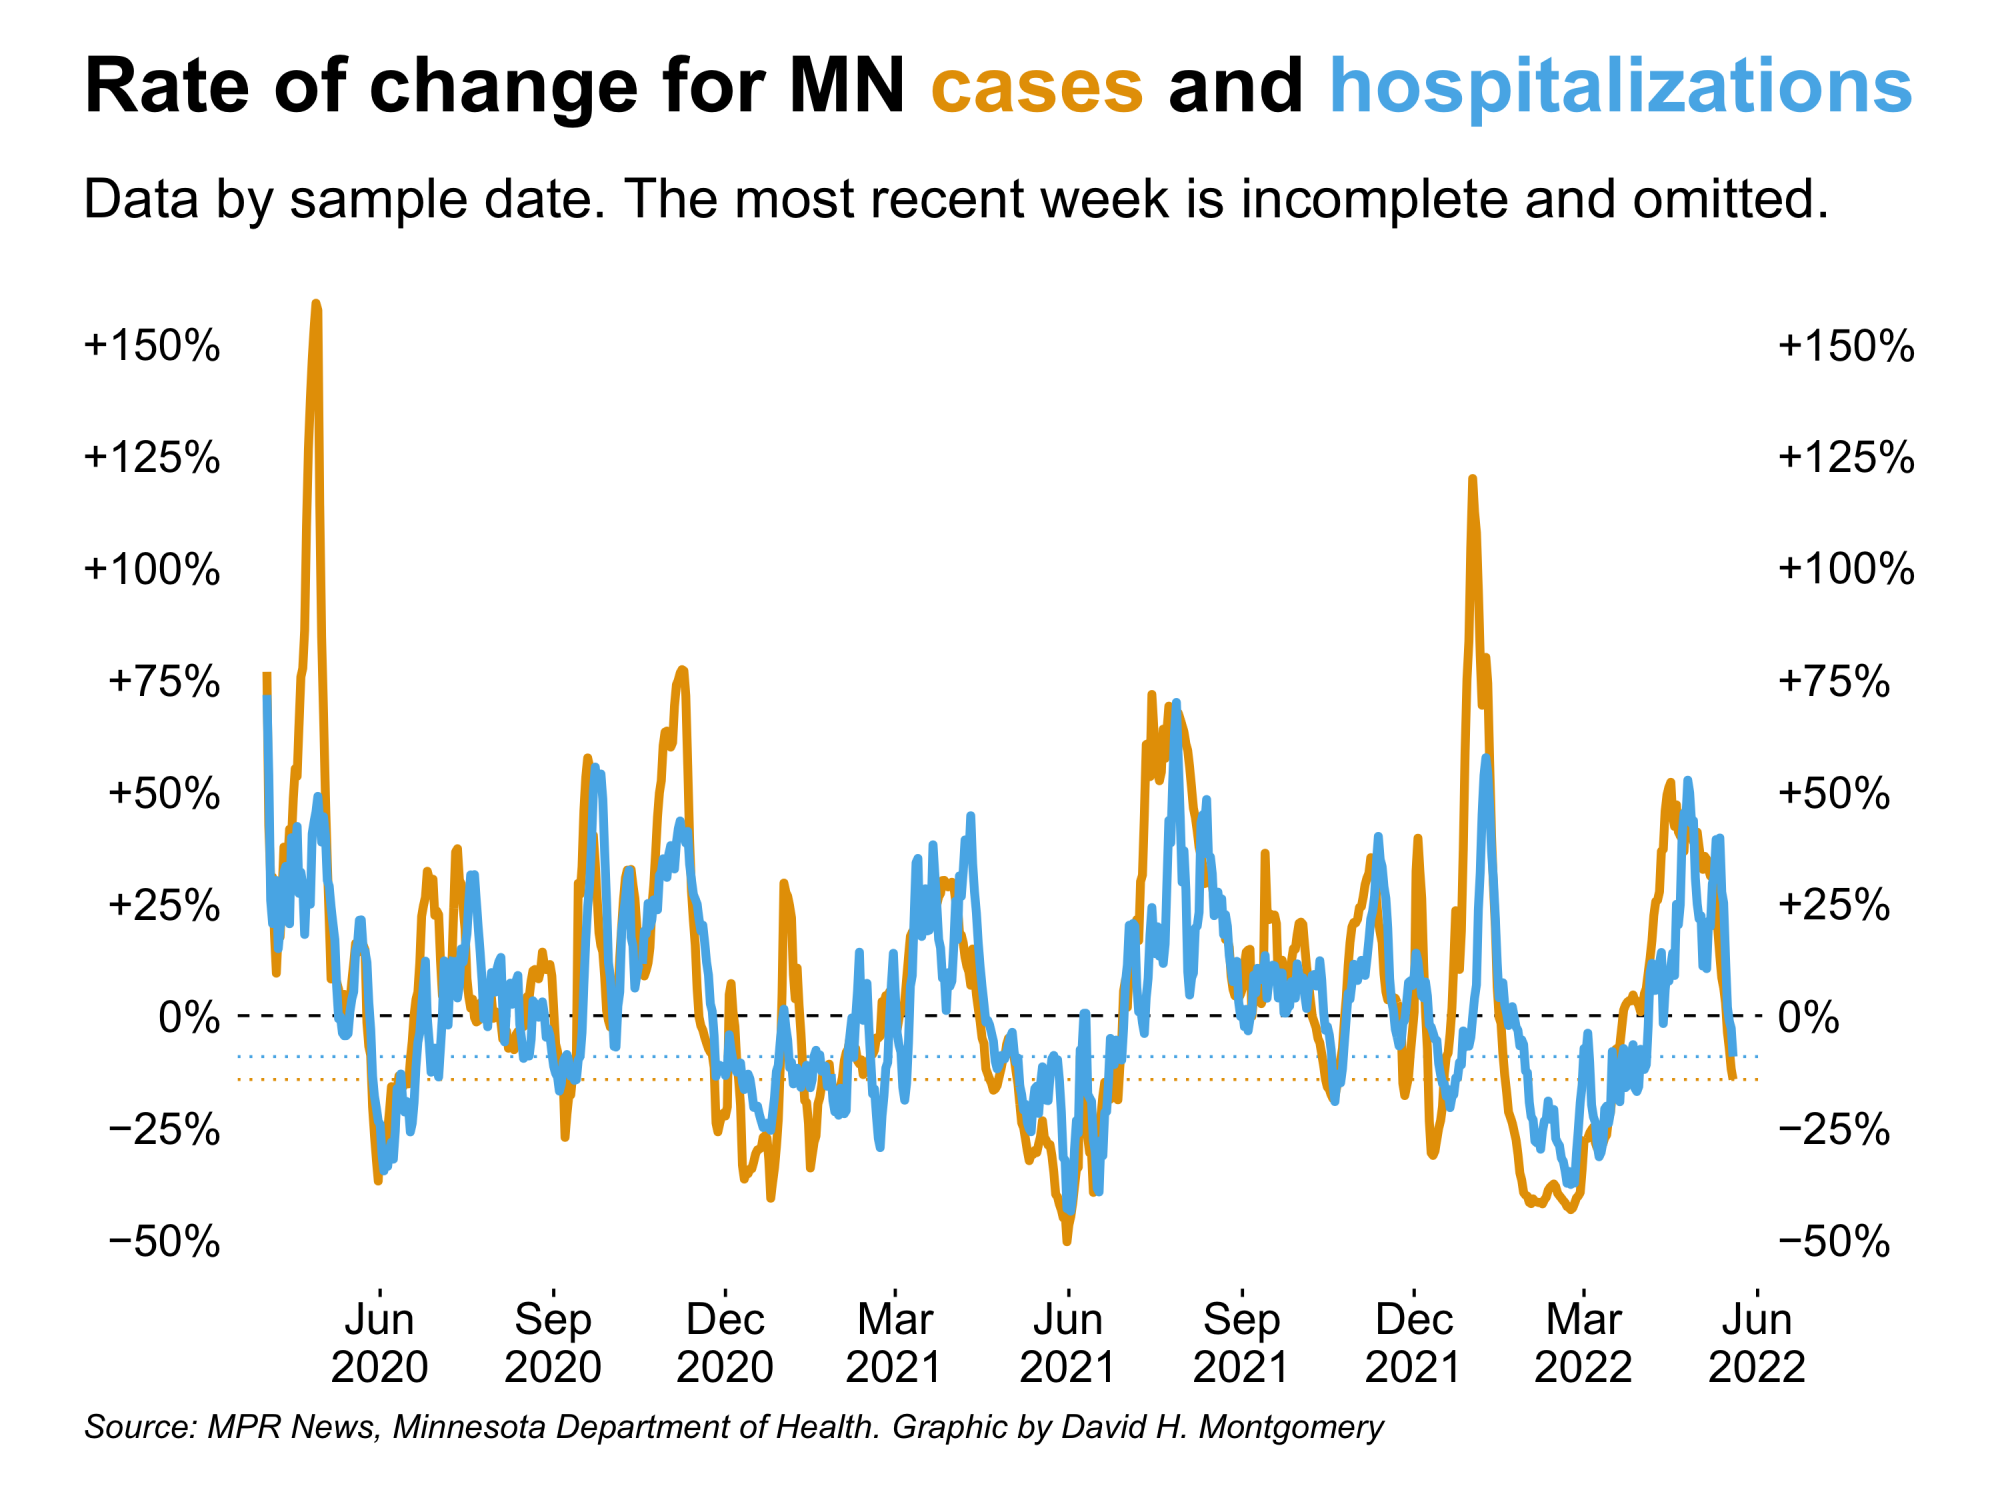 Rate of change for MN cases and hospitalizations
Data by sample date. The most recent week is incomplete and omitted.
+150% +150%
+125% +125%
+100% +100%
+75% +75%
+50% +50%
+25% +25%
0% 0%
−25% −25%
−50% −50%
Jun Sep Dec Mar Jun Sep Dec Mar Jun
2020 2020 2020 2021 2021 2021 2021 2022 2022
Source: MPR News, Minnesota Department of Health. Graphic by David H. Montgomery